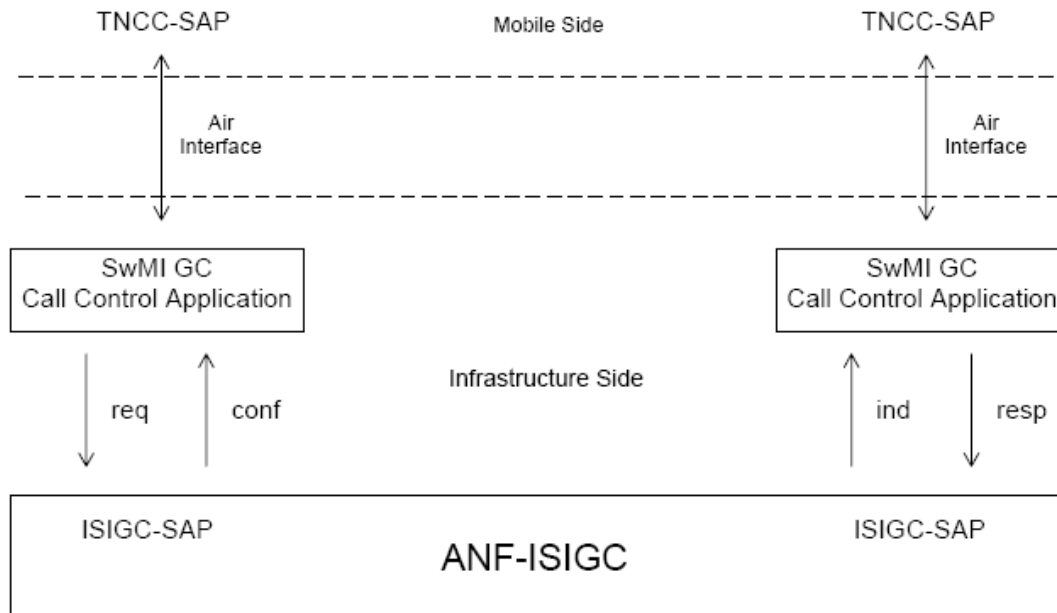 TNCC-SAP
Mobile Side
TNCC-SAP
Air
Interface
Air
Interface
SwMI GC
Call Control Application
SwMI GC
Call Control Application
Infrastructure Side
req
conf
ind
resp
ISIGC-SAP
ISIGC-SAP
ANF-ISIGC